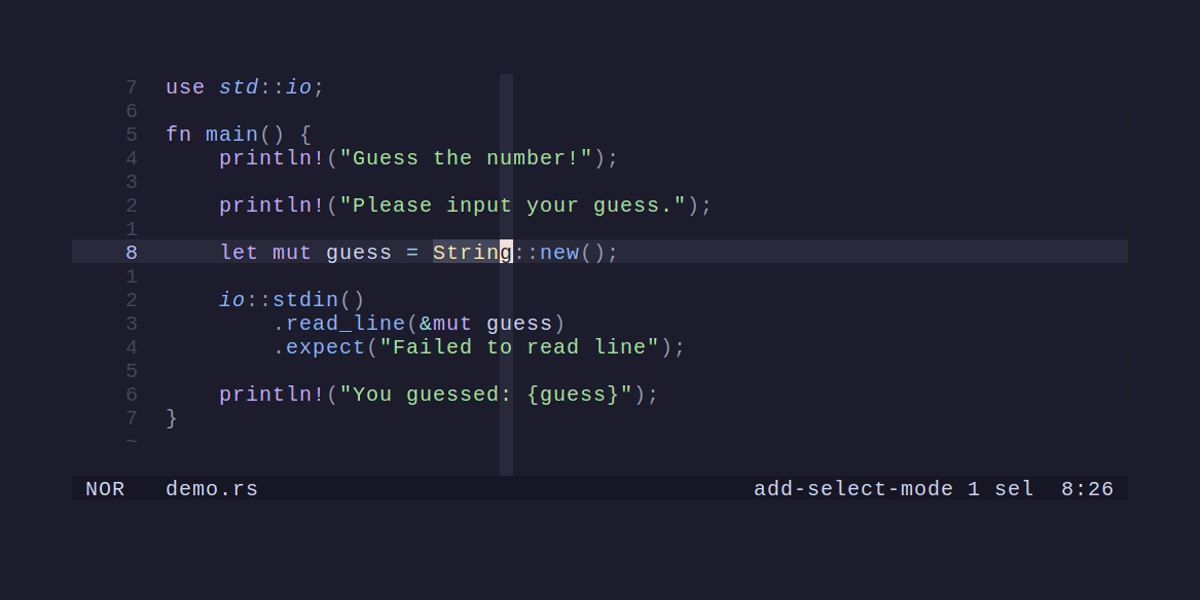 7  use std::io;
6
5  fn main() {
4      println!("Guess the number!");
3
2      println!("Please input your guess.");
1
8      let mut guess = String::new();
1
2      io::stdin()
3          .read_line(&mut guess)
4          .expect("Failed to read line");
5
6      println!("You guessed: {guess}");
7  }
~
NOR   demo.rs   add-select-mode 1 sel  8:26